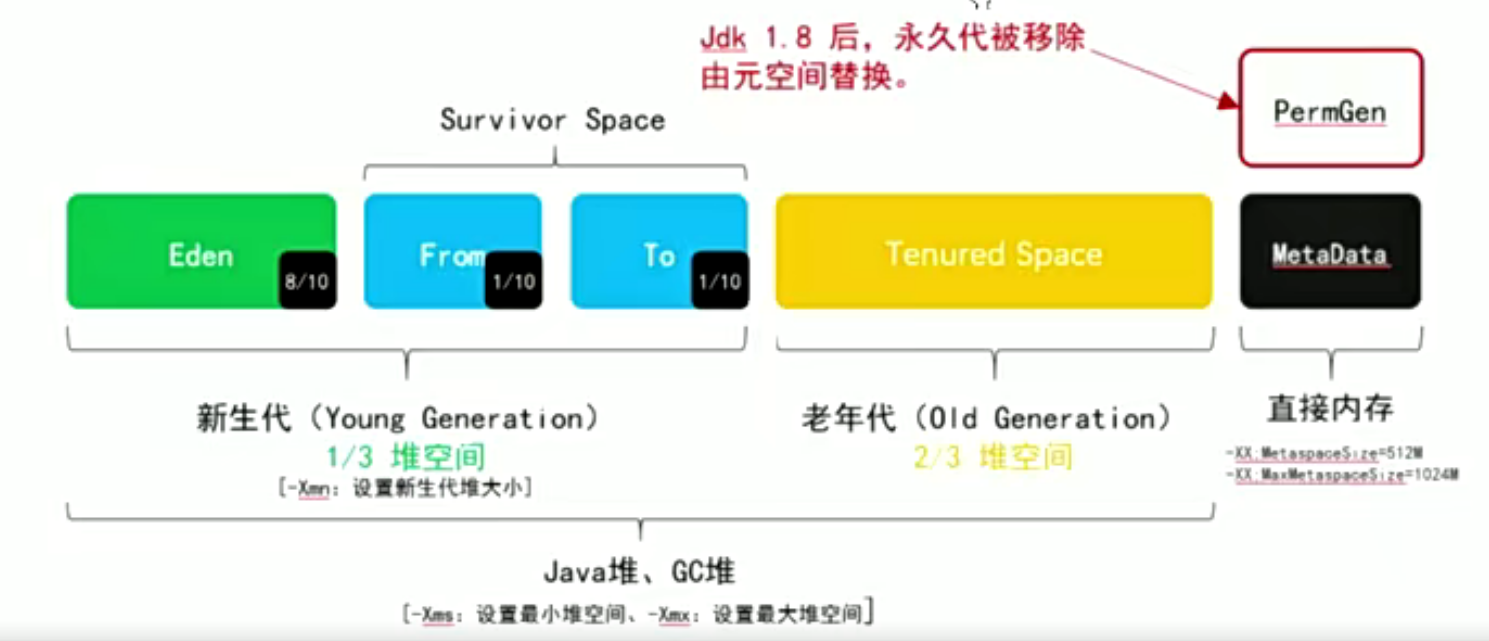 Jdk 1.8 后，永久代被移除
由元空间替换。
PermGen
Survivor Space
Eden
8/10
From
1/10
To
1/10
Tenured Space
MetaData
新生代（Young Generation）
1/3 堆空间
[-Xmn：设置新生代堆大小]
老年代（Old Generation）
2/3 堆空间
直接内存
-XX:MetaspaceSize=512M
-XX:MaxMetaspaceSize=1024M
Java堆、GC堆
[-Xms：设置最小堆空间、-Xmx：设置最大堆空间]